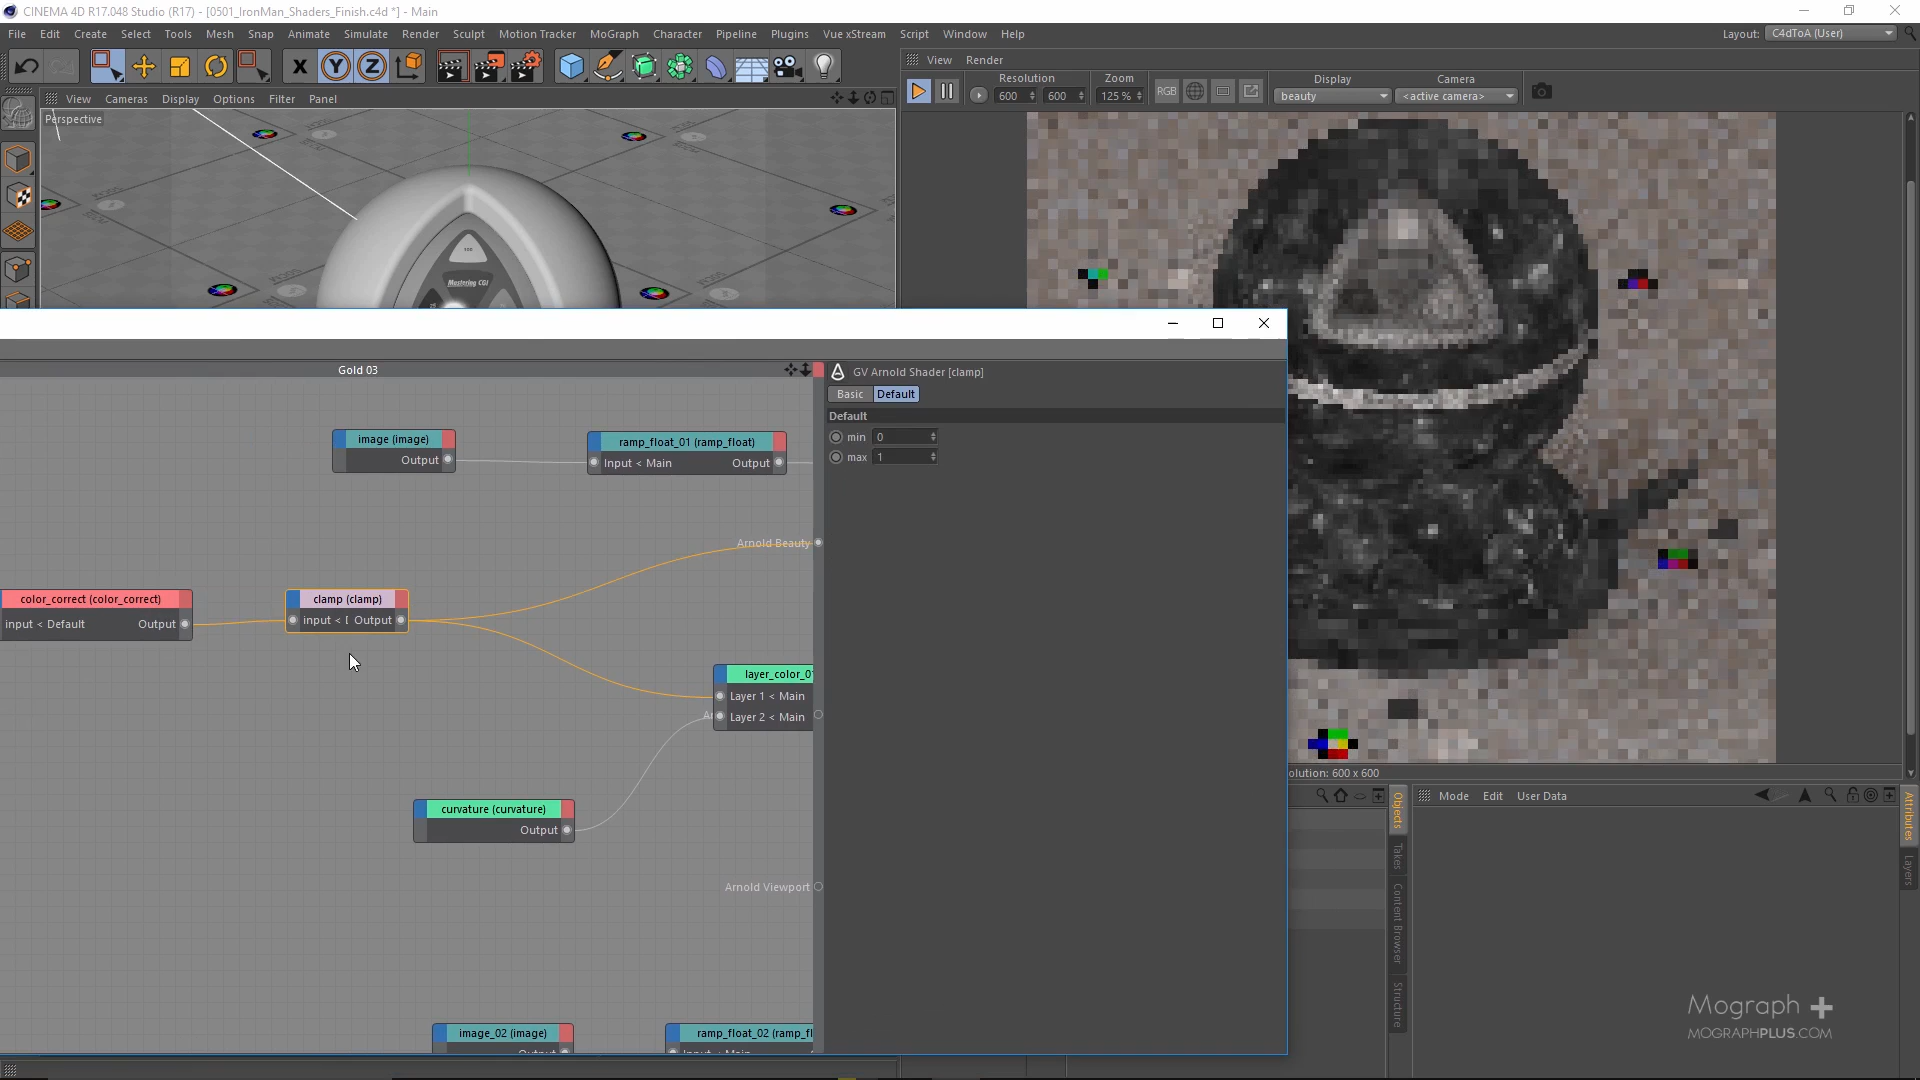 CINEMA 4D R17.048 Studio (R17) - [0501_IronMan_Shaders_Finish.c4d *] - Main
File Edit Create Select Tools Mesh Snap Animate Simulate Render Sculpt Motion Tracker MoGraph Character Pipeline Plugins Vue xStream Script Window Help
Layout: C4dToA (User)
X Y Z
View Cameras Display Options Filter Panel
Perspective
Mastering CGI
View Render
Resolution
600 600
Zoom
125 %
RGB
Display
beauty
Camera
<active camera>
Gold 03
image (image)
Output
ramp_float_01 (ramp_float)
Input < Main Output
Arnold Beauty
color_correct (color_correct)
input < Default Output
clamp (clamp)
input < Output
layer_color_0
Layer 1 < Main
Layer 2 < Main
curvature (curvature)
Output
Arnold Viewport
image_02 (image)
Output
ramp_float_02 (ramp_fl
Input < Main
GV Arnold Shader [clamp]
Basic Default
Default
min 0
max 1
olution: 600 x 600
Objects
Takes
Content Browser
Structure
Mode Edit User Data
Attributes
Layers
Mograph +
MOGRAPHPLUS.COM